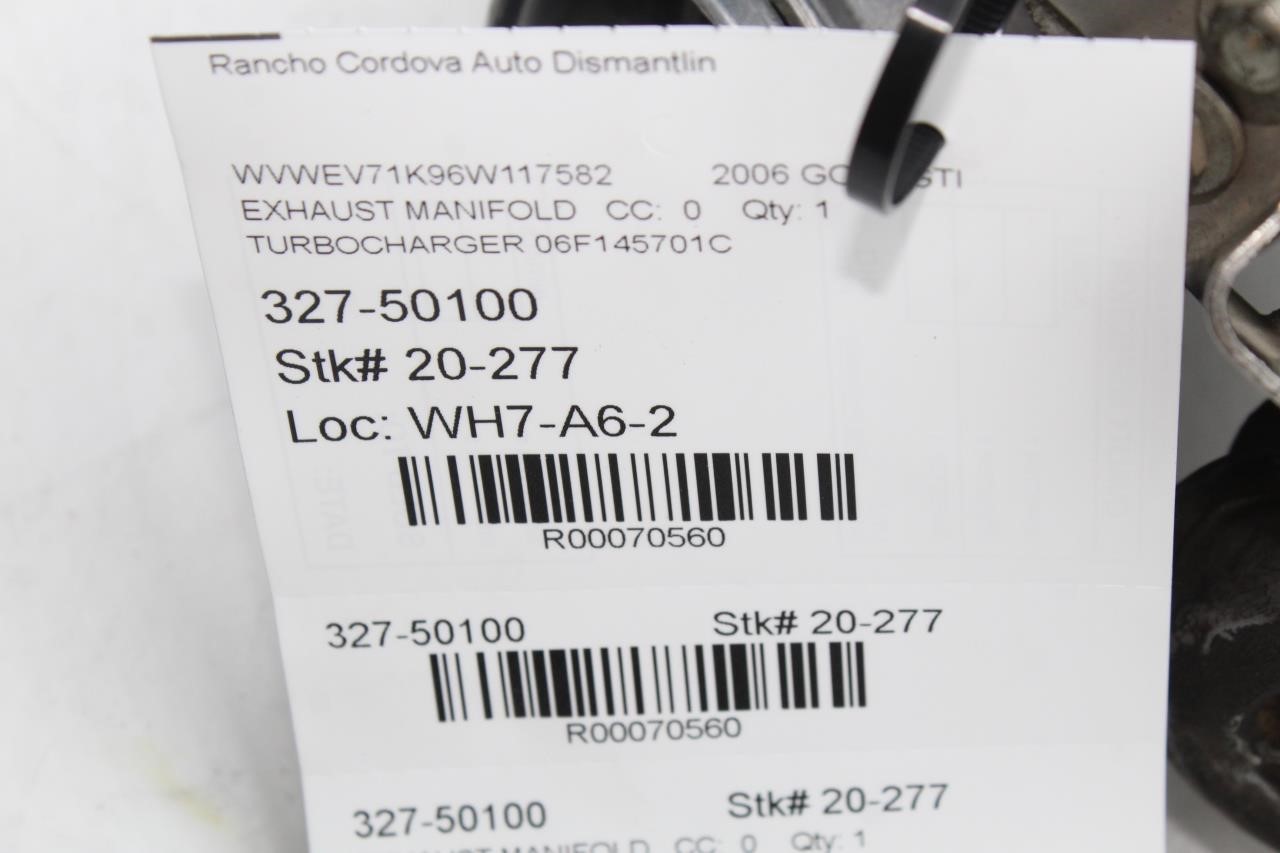 Rancho Cordova Auto Dismantlin
WVWEV71K96W117582 2006
EXHAUST MANIFOLD CC: 0 Qty: 1
TURBOCHARGER 06F145701C
327-50100
Stk# 20-277
Loc: WH7-A6-2
R00070560
327-50100 Stk# 20-277
R00070560
327-50100 Stk# 20-277
MANIFOLD CC: 0 Qty: 1